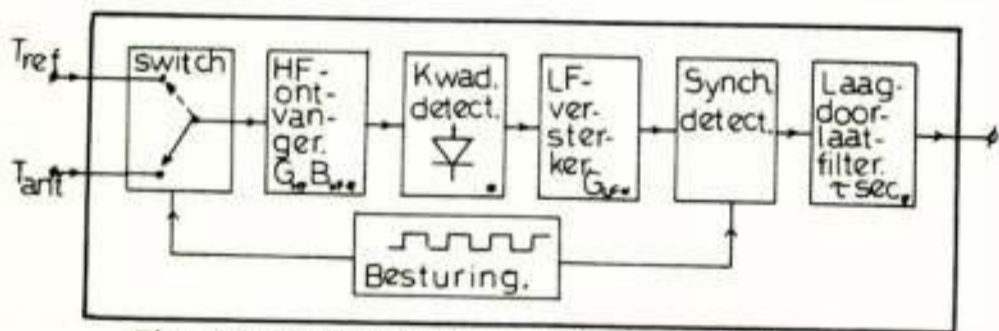 Tref
Tant
switch
HF-
ont-
van-
ger.
Kwad.
detect.
LF-
ver-
ster-
ker.
Synch
detect.
Laag-
door-
laat-
filter.
τ sec.
Besturing.